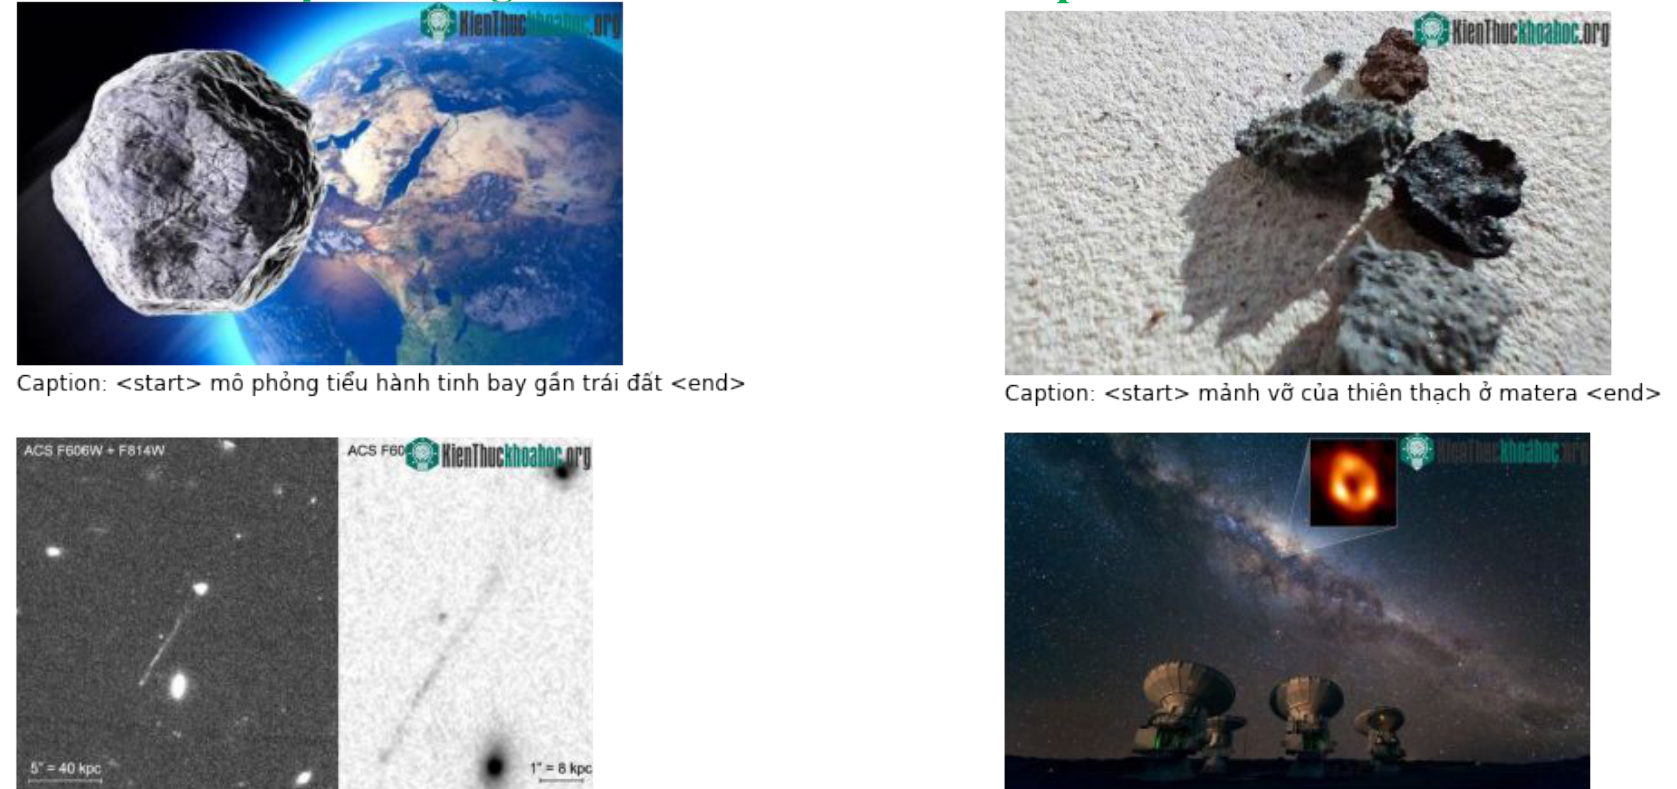 KienThuckhoahoc.org
KienThuckhoahoc.org
Caption: <start> mô phỏng tiểu hành tinh bay gần trái đất <end>
Caption: <start> mảnh vỡ của thiên thạch ở matera <end>
ACS F606W + F814W
ACS F60
KienThuckhoahoc.org
KienThuckhoahoc.org
5" = 40 kpc
1" = 8 kpc